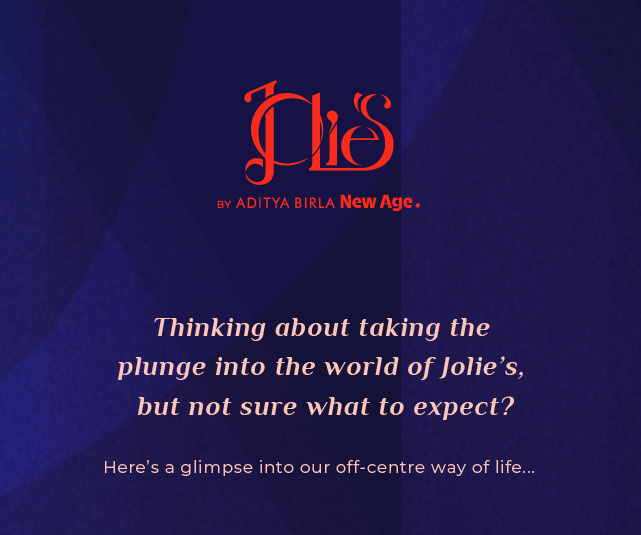 Jolie's
BY ADITYA BIRLA New Age
Thinking about taking the
plunge into the world of Jolie’s,
but not sure what to expect?
Here’s a glimpse into our off-centre way of life...